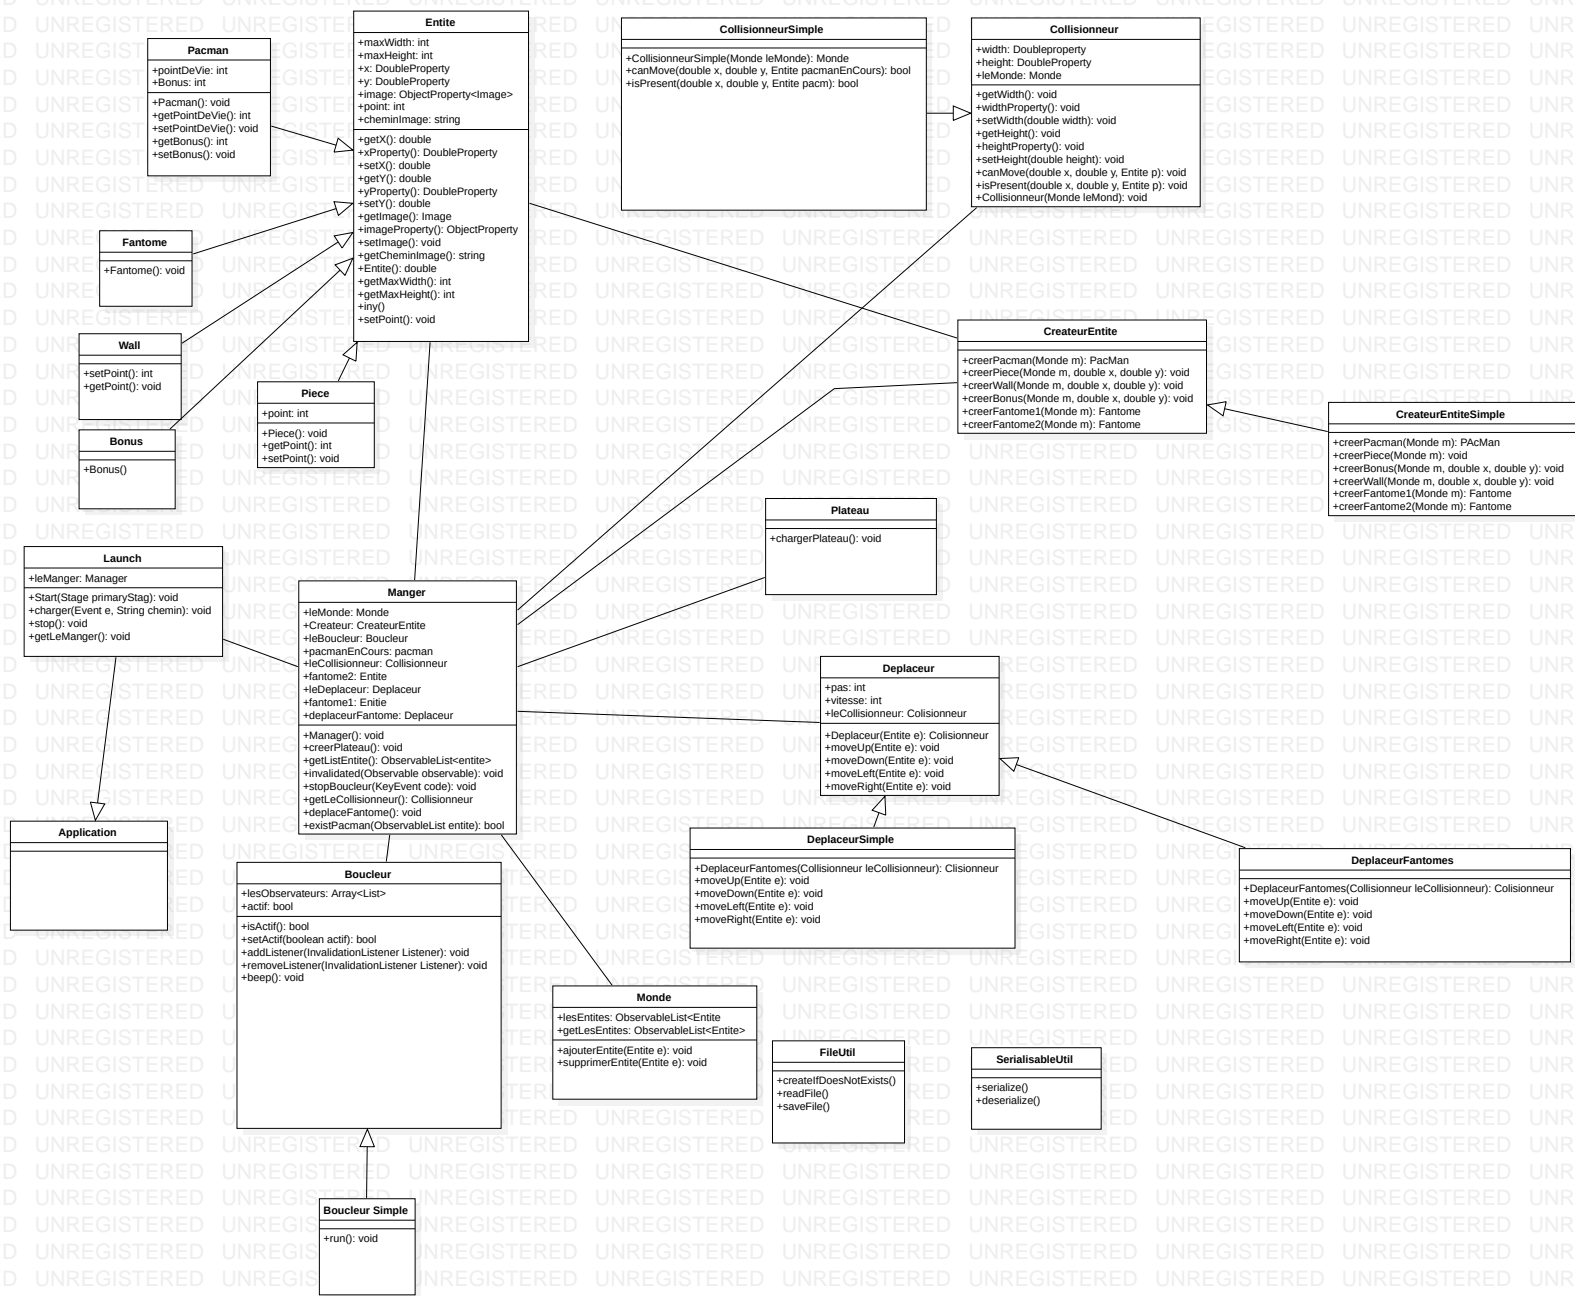 Pacman
+pointDeVie: int
+Bonus: int
+Pacman(): void
+getPointDeVie(): int
+setPointDeVie(): void
+getBonus(): int
+setBonus(): void
Entite
+maxWidth: int
+maxHeight: int
+x: DoubleProperty
+y: DoubleProperty
+image: ObjectProperty<Image>
+point: int
+cheminImage: string
+getX(): double
+xProperty(): DoubleProperty
+setX(): double
+getY(): double
+yProperty(): DoubleProperty
+setY(): double
+getImage(): Image
+imageProperty(): ObjectProperty
+setImage(): void
+getCheminImage(): string
+Entite(): double
+getMaxWidth(): int
+getMaxHeight(): int
+iny()
+setPoint(): void
CollisionneurSimple
+CollisionneurSimple(Monde leMonde): Monde
+canMove(double x, double y, Entite pacmanEnCours): bool
+isPresent(double x, double y, Entite pacm): bool
Collisionneur
+width: Doubleproperty
+height: DoubleProperty
+leMonde: Monde
+getWidth(): void
+widthProperty(): void
+setWidth(double width): void
+getHeight(): void
+heightProperty(): void
+setHeight(double height): void
+canMove(double x, double y, Entite p): void
+isPresent(double x, double y, Entite p): void
+Collisionneur(Monde leMond): void
Fantome
+Fantome(): void
Wall
+setPoint(): int
+getPoint(): void
Bonus
+Bonus()
Piece
+point: int
+Piece(): void
+getPoint(): int
+setPoint(): void
CreateurEntite
+creerPacman(Monde m): PacMan
+creerPiece(Monde m, double x, double y): void
+creerWall(Monde m, double x, double y): void
+creerBonus(Monde m, double x, double y): void
+creerFantome1(Monde m): Fantome
+creerFantome2(Monde m): Fantome
CreateurEntiteSimple
+creerPacman(Monde m): PAcMan
+creerPiece(Monde m): void
+creerBonus(Monde m, double x, double y): void
+creerWall(Monde m, double x, double y): void
+creerFantome1(Monde m): Fantome
+creerFantome2(Monde m): Fantome
Plateau
+chargerPlateau(): void
Launch
+leManger: Manager
+Start(Stage primaryStag): void
+charger(Event e, String chemin): void
+stop(): void
+getLeManger(): void
Manger
+leMonde: Monde
+Createur: CreateurEntite
+leBoucleur: Boucleur
+pacmanEnCours: pacman
+leCollisionneur: Collisionneur
+fantome2: Entite
+leDeplaceur: Deplaceur
+fantome1: Enitie
+deplaceurFantome: Deplaceur
+Manager(): void
+creerPlateau(): void
+getListEntite(): ObservableList<entite>
+invalidated(Observable observable): void
+stopBoucleur(KeyEvent code): void
+getLeCollisionneur(): Collisionneur
+deplaceFantome(): void
+existPacman(ObservableList entite): bool
Deplaceur
+pas: int
+vitesse: int
+leCollisionneur: Colisionneur
+Deplaceur(Entite e): Colisionneur
+moveUp(Entite e): void
+moveDown(Entite e): void
+moveLeft(Entite e): void
+moveRight(Entite e): void
Application
DeplaceurSimple
+DeplaceurFantomes(Collisionneur leCollisionneur): Clisionneur
+moveUp(Entite e): void
+moveDown(Entite e): void
+moveLeft(Entite e): void
+moveRight(Entite e): void
DeplaceurFantomes
+DeplaceurFantomes(Collisionneur leCollisionneur): Colisionneur
+moveUp(Entite e): void
+moveDown(Entite e): void
+moveLeft(Entite e): void
+moveRight(Entite e): void
Boucleur
+lesObservateurs: Array<List>
+actif: bool
+isActif(): bool
+setActif(boolean actif): bool
+addListener(InvalidationListener Listener): void
+removeListener(InvalidationListener Listener): void
+beep(): void
Monde
+lesEntites: ObservableList<Entite
+getLesEntites: ObservableList<Entite>
+ajouterEntite(Entite e): void
+supprimerEntite(Entite e): void
FileUtil
+createIfDoesNotExists()
+readFile()
+saveFile()
SerialisableUtil
+serialize()
+deserialize()
Boucleur Simple
+run(): void